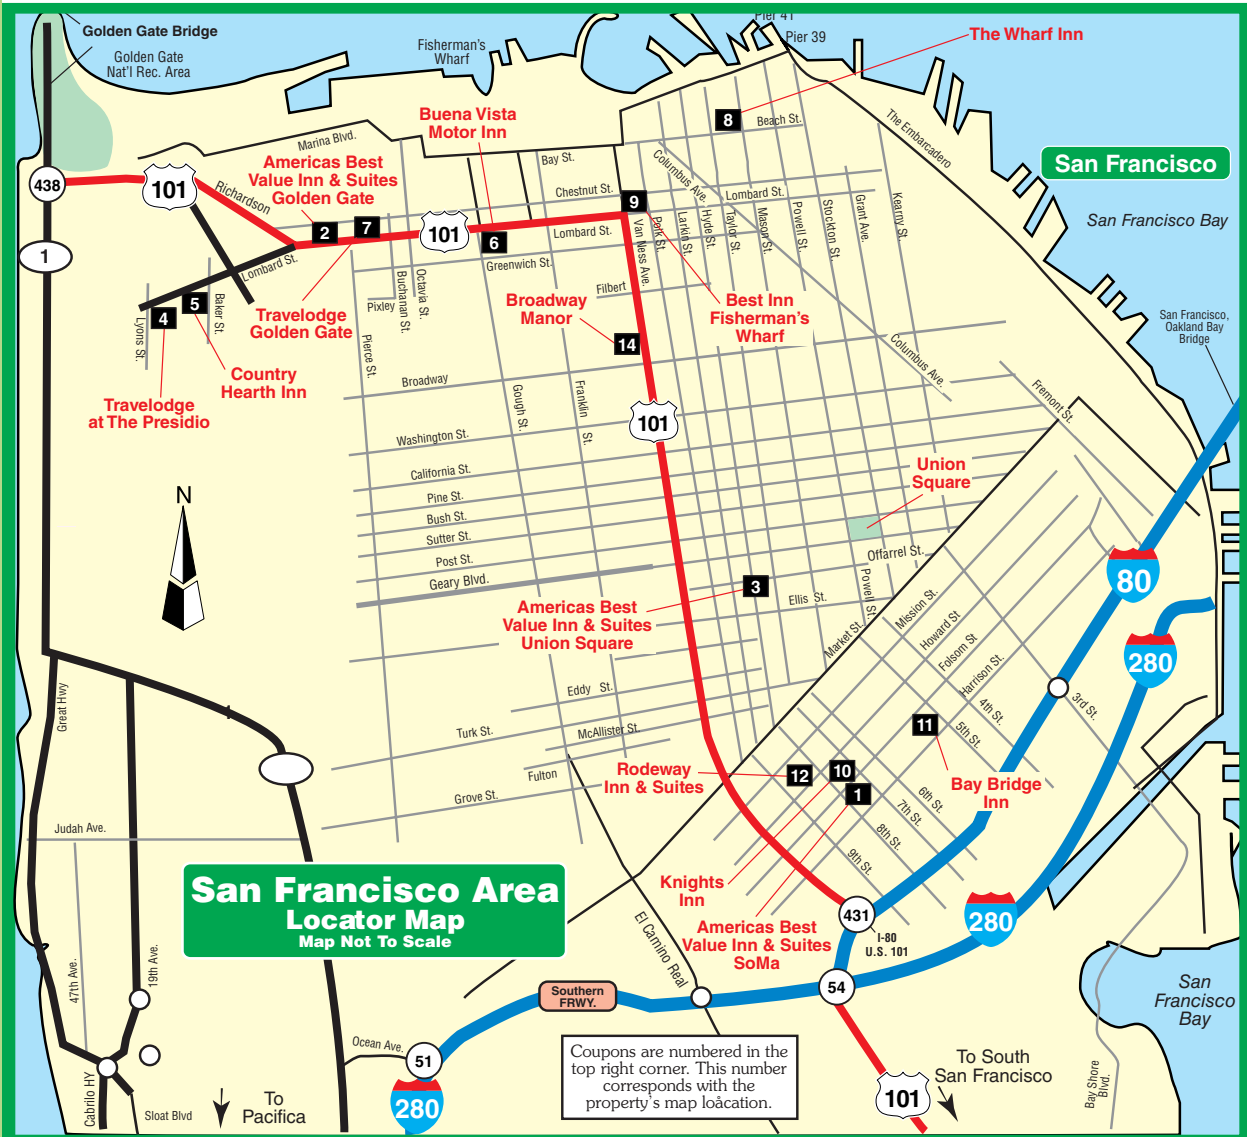 Golden Gate Bridge
Golden Gate
Nat'l Rec. Area
Fisherman's
Wharf
Pier 41
Pier 39
The Wharf Inn
The Embarcadero
San Francisco
San Francisco Bay
San Francisco,
Oakland Bay
Bridge
Buena Vista
Motor Inn
8
Beach St.
Marina Blvd.
Bay St.
Columbus Ave.
Americas Best
Value Inn & Suites
Golden Gate
438
101
Richardson
Chestnut St.
9
Lombard St.
2
7
101
6
Lombard St.
Greenwich St.
Van Ness Ave.
Polk St.
Larkin St.
Hyde St.
Taylor St.
Mason St.
Powell St.
Stockton St.
Grant Ave.
Kearny St.
1
Lombard St.
Filbert
Buchanan St.
Octavia St.
Pixley
4
5
Lyons St.
Baker St.
Travelodge
Golden Gate
Pierce St.
Broadway
Manor
14
Best Inn
Fisherman's
Wharf
Columbus Ave.
Country
Hearth Inn
Travelodge
at The Presidio
Broadway
Gough St.
Franklin St.
101
Fremont St.
Washington St.
California St.
Pine St.
Bush St.
Sutter St.
Post St.
Geary Blvd.
Union
Square
Offarrel St.
N
3
Ellis St.
Powell St.
Americas Best
Value Inn & Suites
Union Square
Market St.
Mission St.
Howard St
Folsom St
Harrison St.
80
280
3rd St.
4th St.
5th St.
Great Hwy
Eddy St.
Turk St.
McAllister St.
Fulton
Grove St.
Rodeway
Inn & Suites
12
10
1
11
Bay Bridge
Inn
6th St.
7th St.
8th St.
9th St.
Judah Ave.
San Francisco Area
Locator Map
Map Not To Scale
Knights
Inn
Americas Best
Value Inn & Suites
SoMa
431
I-80
U.S. 101
280
El Camino Real
47th Ave.
19th Ave.
Southern
FRWY.
54
San
Francisco
Bay
Ocean Ave.
51
280
Coupons are numbered in the
top right corner. This number
corresponds with the
property's map loåcation.
101
To South
San Francisco
Bay Shore
Blvd.
Cabrilo HY
Sloat Blvd
To
Pacifica